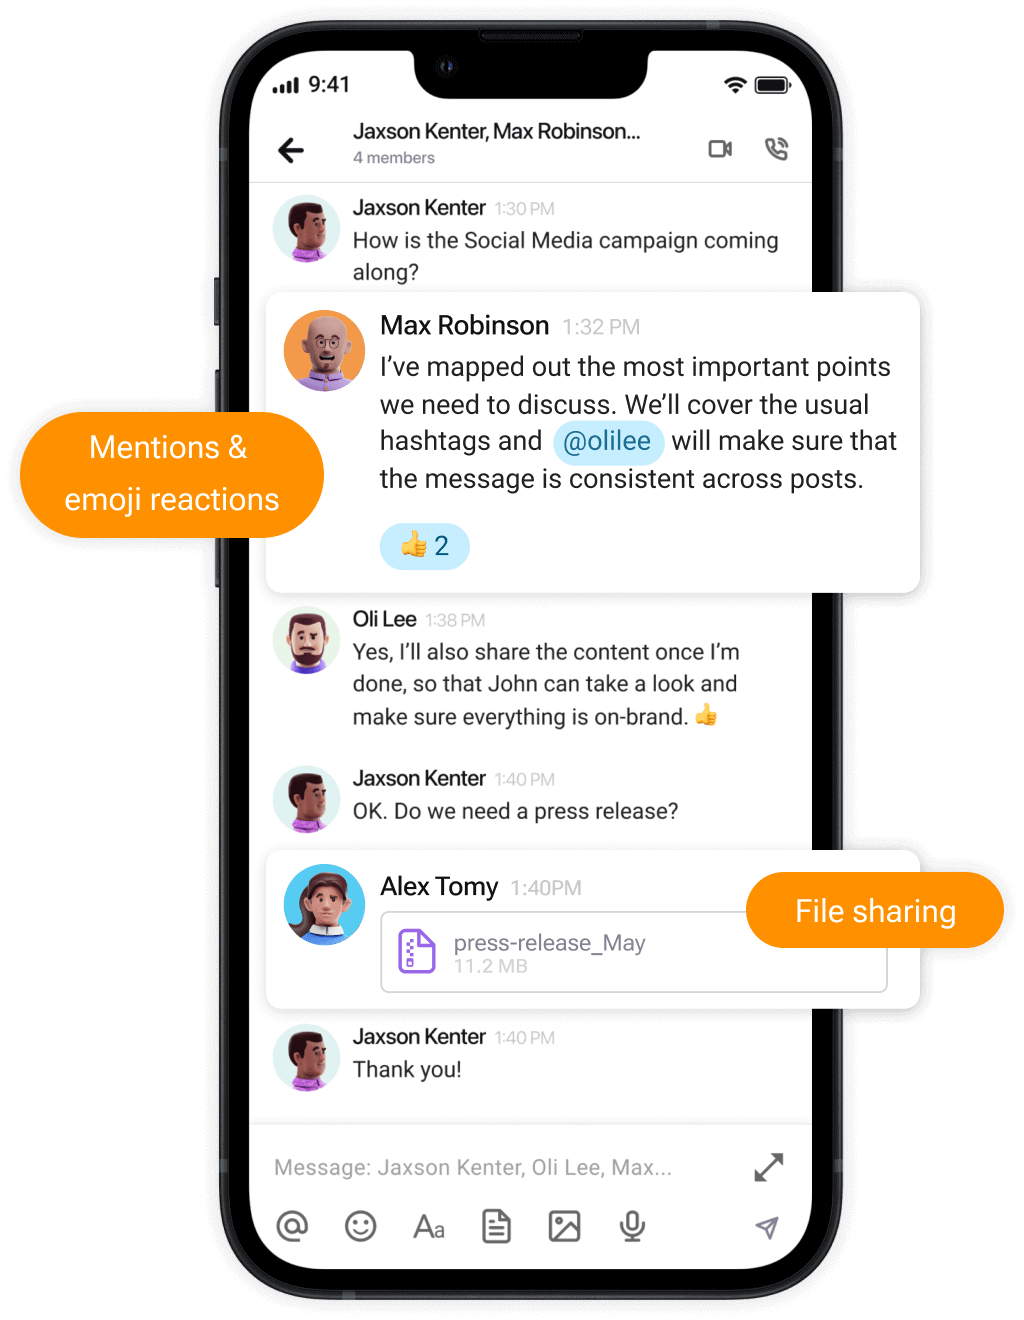 9:41
Jaxson Kenter, Max Robinson...
4 members
Jaxson Kenter 1:30 PM
How is the Social Media campaign coming
along?
Max Robinson 1:32 PM
I’ve mapped out the most important points
we need to discuss. We’ll cover the usual
hashtags and @olilee will make sure that
the message is consistent across posts.
👍 2
Mentions &
emoji reactions
Oli Lee 1:38 PM
Yes, I’ll also share the content once I’m
done, so that John can take a look and
make sure everything is on-brand. 👍
Jaxson Kenter 1:40 PM
OK. Do we need a press release?
Alex Tomy 1:40PM
press-release_May
11.2 MB
File sharing
Jaxson Kenter 1:40 PM
Thank you!
Message: Jaxson Kenter, Oli Lee, Max...
@
Aa